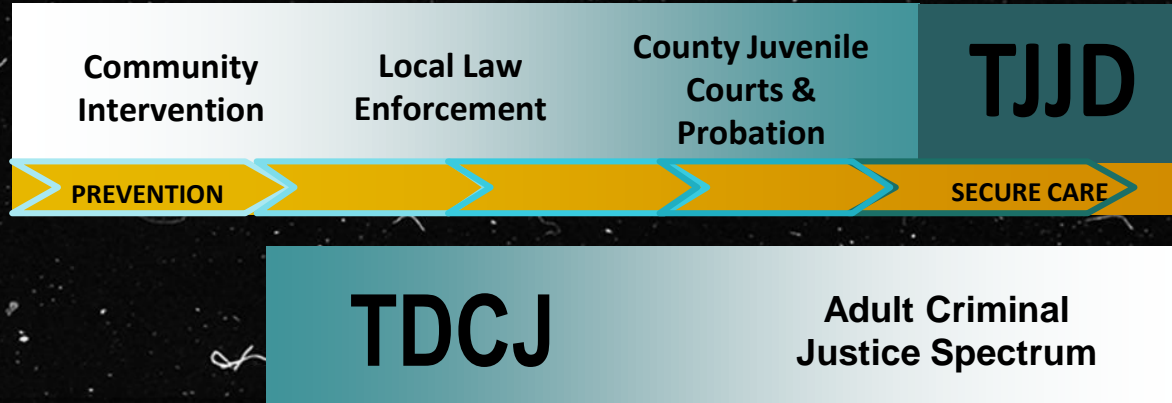 Community
Intervention
Local Law
Enforcement
County Juvenile
Courts &
Probation
TJJD
PREVENTION
SECURE CARE
TDCJ
Adult Criminal
Justice Spectrum